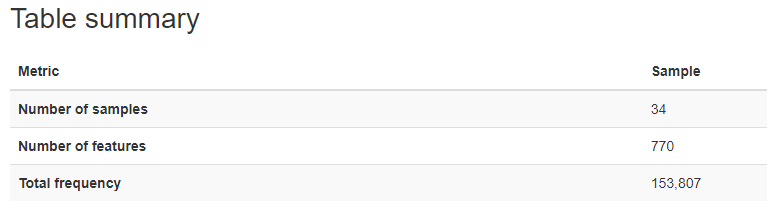 Table summary
Metric Sample
Number of samples 34
Number of features 770
Total frequency 153,807